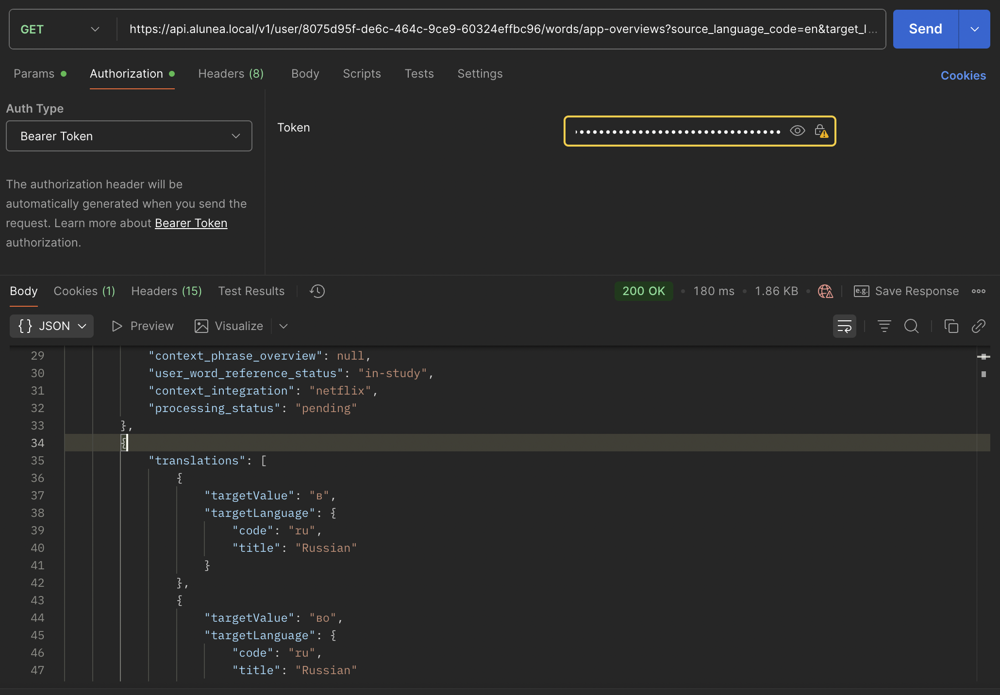 GET https://api.alunea.local/v1/user/8075d95f-de6c-464c-9ce9-60324effbc96/words/app-overviews?source_language_code=en&target_l... Send
Params Authorization Headers (8) Body Scripts Tests Settings Cookies
Auth Type
Bearer Token
Token
The authorization header will be
automatically generated when you send the
request. Learn more about Bearer Token
authorization.
Body Cookies (1) Headers (15) Test Results 200 OK 180 ms 1.86 KB e.g. Save Response
{} JSON Preview Visualize
29 "context_phrase_overview": null,
30 "user_word_reference_status": "in-study",
31 "context_integration": "netflix",
32 "processing_status": "pending"
33 },
34 {
35 "translations": [
36 {
37 "targetValue": "в",
38 "targetLanguage": {
39 "code": "ru",
40 "title": "Russian"
41 }
42 },
43 {
44 "targetValue": "во",
45 "targetLanguage": {
46 "code": "ru",
47 "title": "Russian"